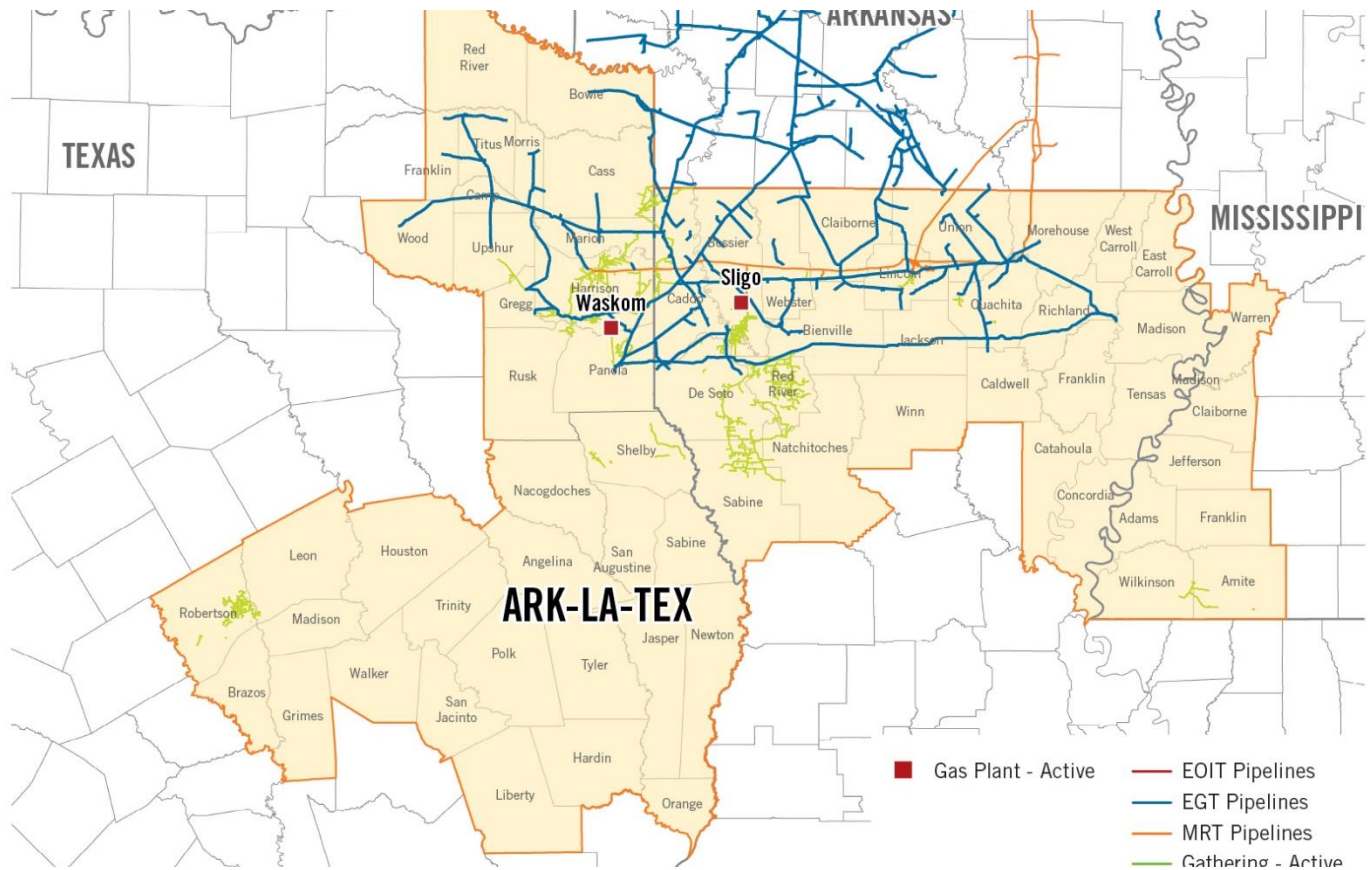 ARKANSAS
Red
River
Bowie
TEXAS
Titus
Morris
Franklin
Cass
Camp
Wood
Upshur
Marion
Bossier
Claiborne
Union
Morehouse
West
Carroll
East
Carroll
MISSISSIPPI
Gregg
Harrison
Waskom
Caddo
Sligo
Webster
Lincoln
Ouachita
Richland
Bienville
Jackson
Madison
Warren
Rusk
Panola
De Soto
Red
River
Winn
Caldwell
Franklin
Tensas
Madison
Claiborne
Shelby
Natchitoches
Catahoula
Jefferson
Nacogdoches
Sabine
Concordia
Adams
Franklin
Leon
Houston
Angelina
San
Augustine
Sabine
Wilkinson
Amite
Robertson
Madison
Trinity
ARK-LA-TEX
Jasper
Newton
Polk
Tyler
Walker
Brazos
Grimes
San
Jacinto
Hardin
Liberty
Orange
Gas Plant - Active
EOIT Pipelines
EGT Pipelines
MRT Pipelines
Gathering - Active